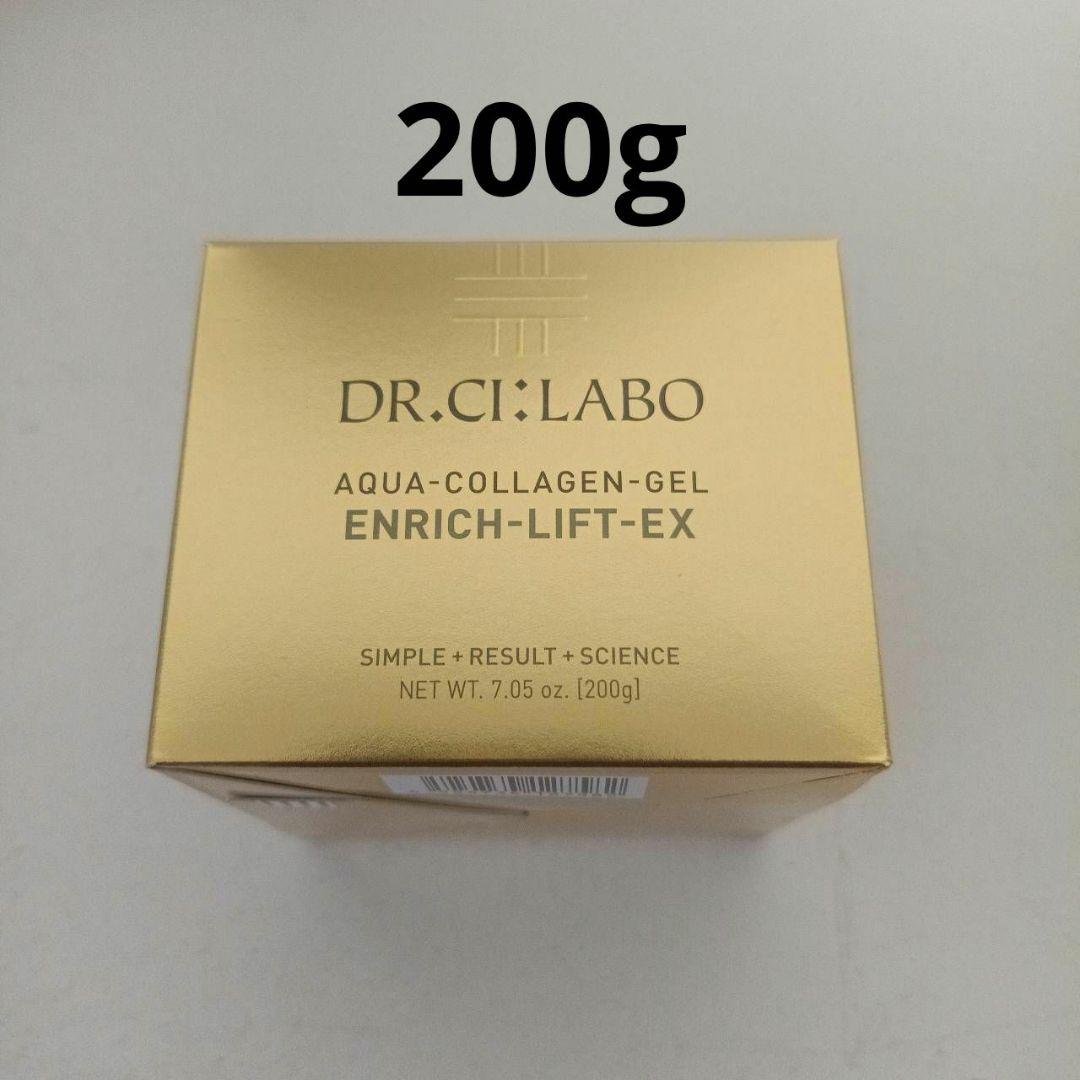 200g
DR.CI:LABO
AQUA-COLLAGEN-GEL
ENRICH-LIFT-EX
SIMPLE + RESULT + SCIENCE
NET WT. 7.05 oz. [200g]